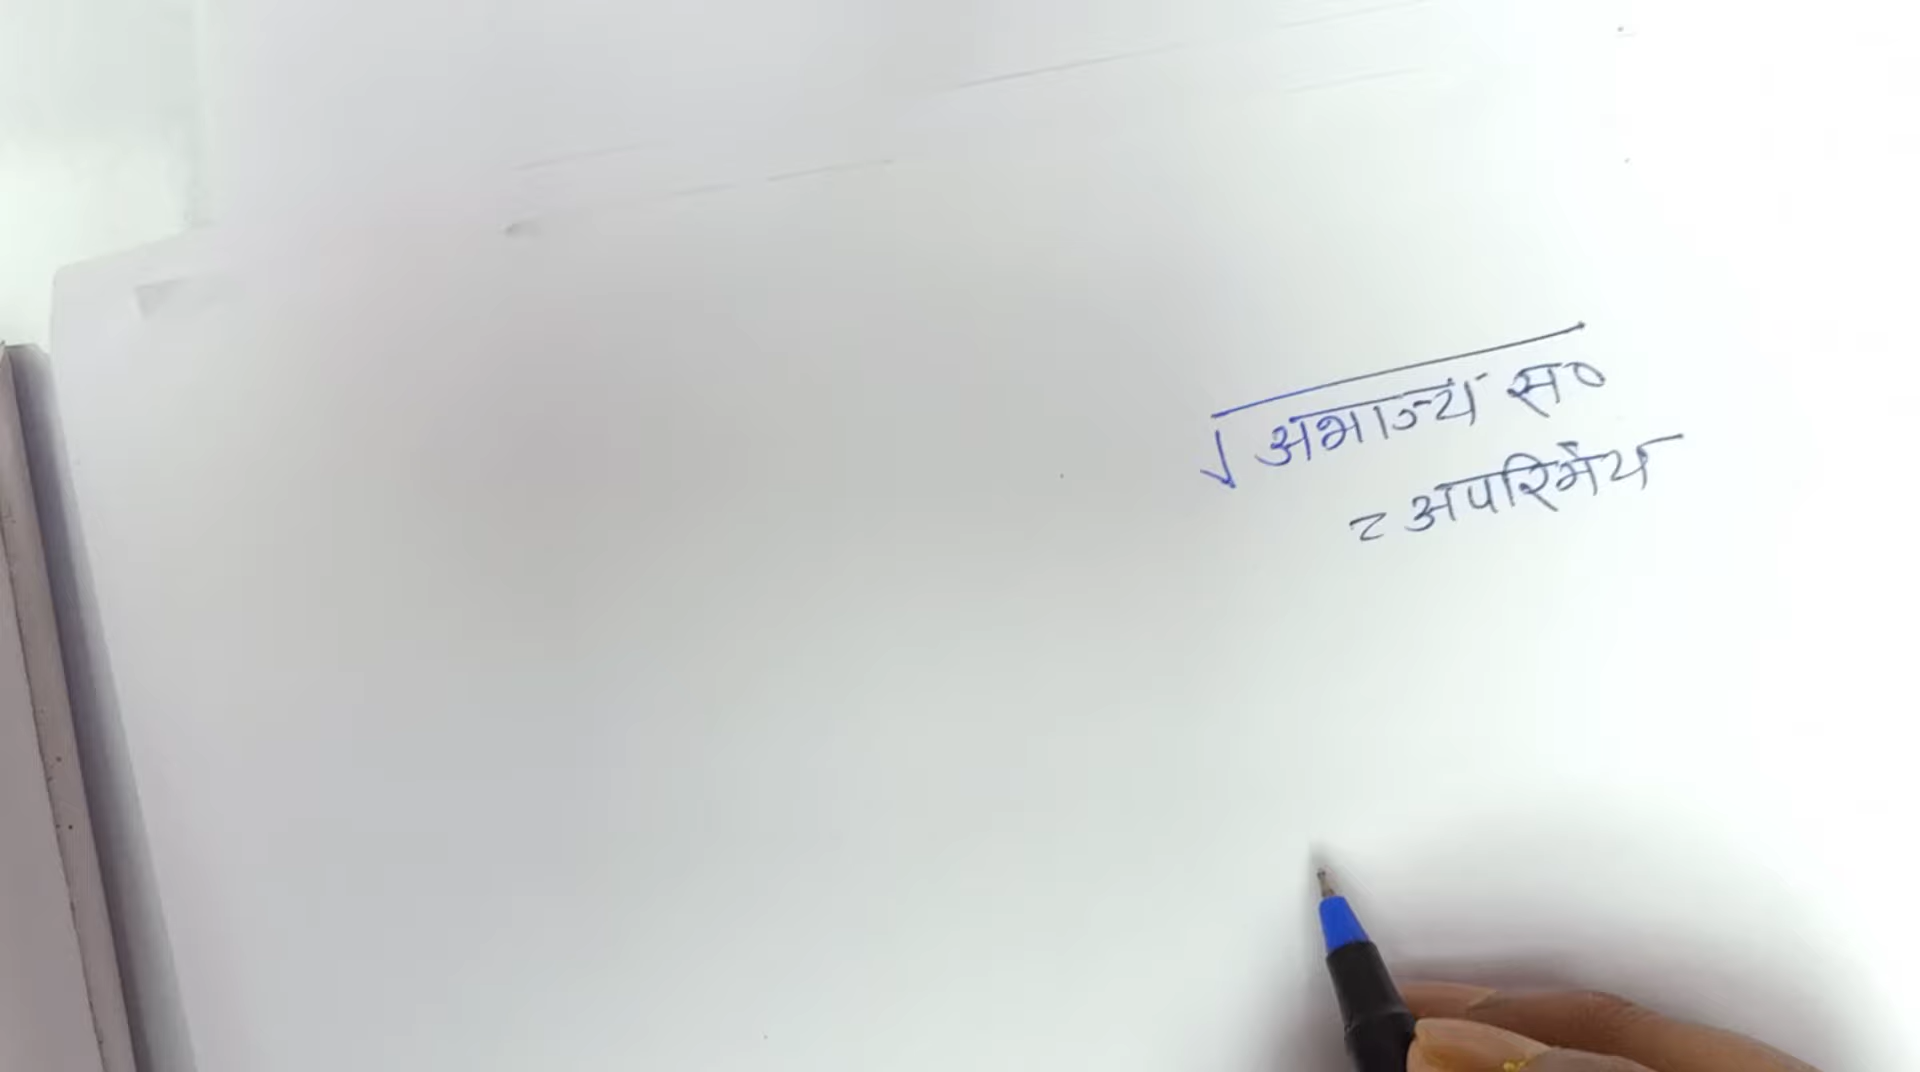 √अभाज्य स०
= अपरिमेय